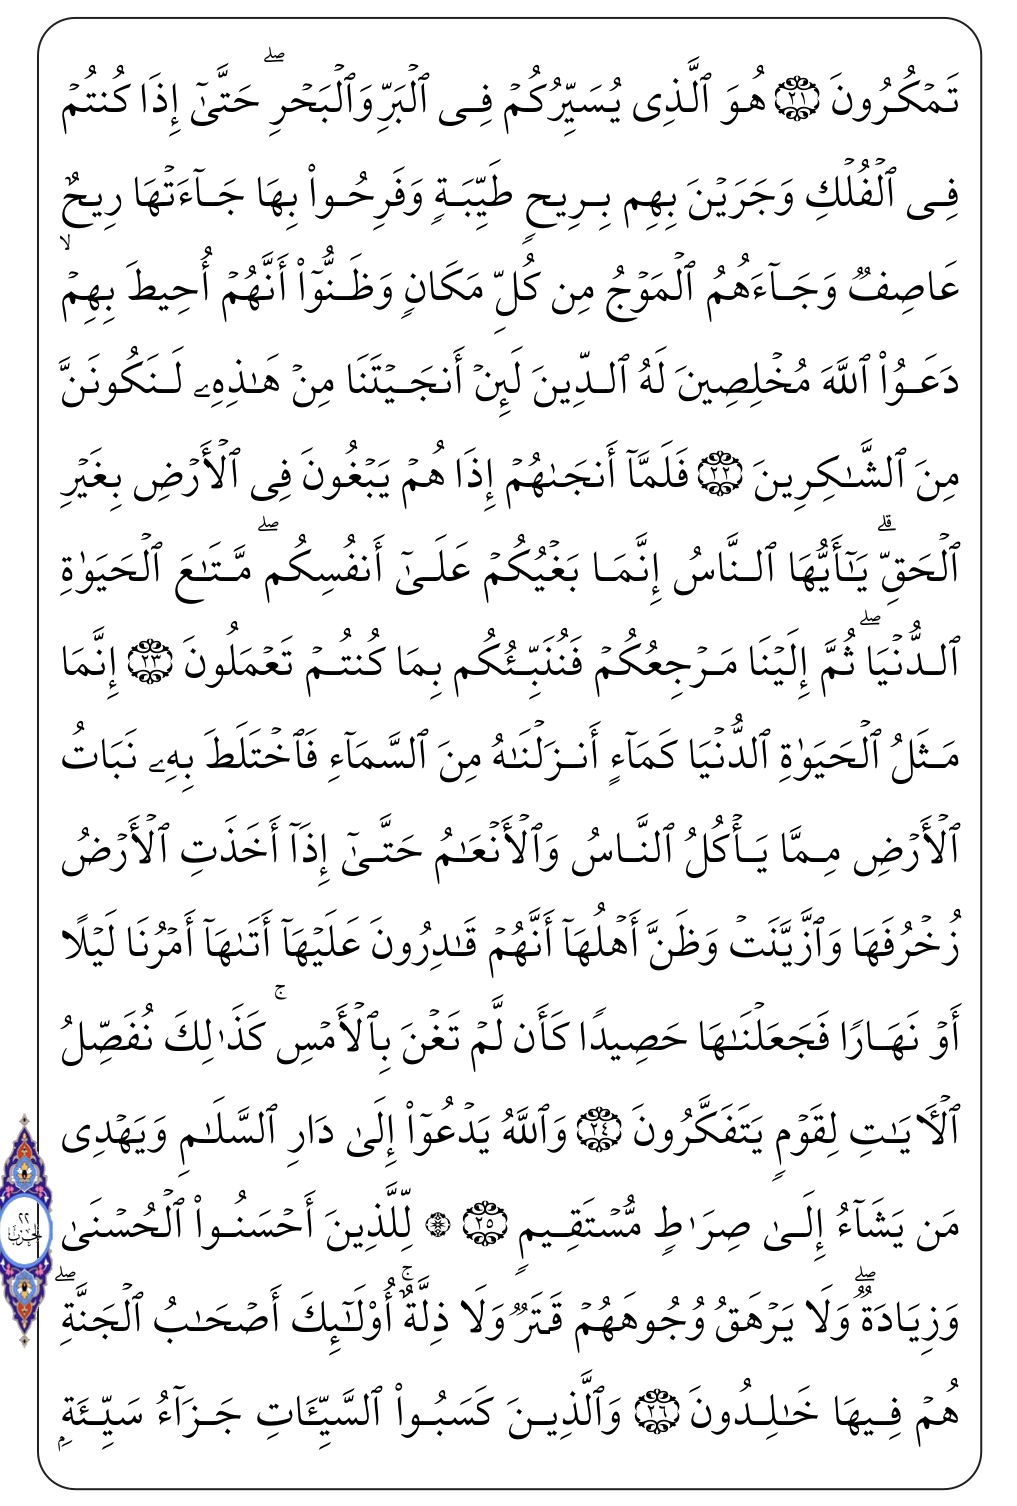 تَمۡكُرُونَ ٢١ هُوَ ٱلَّذِى يُسَيِّرُكُمۡ فِى ٱلۡبَرِّ وَٱلۡبَحۡرِۖ حَتَّىٰٓ إِذَا كُنتُمۡ
فِى ٱلۡفُلۡكِ وَجَرَيۡنَ بِهِم بِرِيحٍ طَيِّبَةٍ وَفَرِحُواْ بِهَا جَآءَتۡهَا رِيحٌ
عَاصِفٌ وَجَآءَهُمُ ٱلۡمَوۡجُ مِن كُلِّ مَكَانٍ وَظَنُّوٓاْ أَنَّهُمۡ أُحِيطَ بِهِمۡۙ
دَعَوُاْ ٱللَّهَ مُخۡلِصِينَ لَهُ ٱلدِّينَ لَئِنۡ أَنجَيۡتَنَا مِنۡ هَـٰذِهِۦ لَنَكُونَنَّ
مِنَ ٱلشَّـٰكِرِينَ ٢٢ فَلَمَّآ أَنجَىٰهُمۡ إِذَا هُمۡ يَبۡغُونَ فِى ٱلۡأَرۡضِ بِغَيۡرِ
ٱلۡحَقِّۗ يَـٰٓأَيُّهَا ٱلنَّاسُ إِنَّمَا بَغۡيُكُمۡ عَلَىٰٓ أَنفُسِكُمۖ مَّتَـٰعَ ٱلۡحَيَوٰةِ
ٱلدُّنۡيَاۖ ثُمَّ إِلَيۡنَا مَرۡجِعُكُمۡ فَنُنَبِّئُكُم بِمَا كُنتُمۡ تَعۡمَلُونَ ٢٣ إِنَّمَا
مَثَلُ ٱلۡحَيَوٰةِ ٱلدُّنۡيَا كَمَآءٍ أَنزَلۡنَـٰهُ مِنَ ٱلسَّمَآءِ فَٱخۡتَلَطَ بِهِۦ نَبَاتُ
ٱلۡأَرۡضِ مِمَّا يَأۡكُلُ ٱلنَّاسُ وَٱلۡأَنۡعَـٰمُ حَتَّىٰٓ إِذَآ أَخَذَتِ ٱلۡأَرۡضُ
زُخۡرُفَهَا وَٱزَّيَّنَتۡ وَظَنَّ أَهۡلُهَآ أَنَّهُمۡ قَـٰدِرُونَ عَلَيۡهَآ أَتَىٰهَآ أَمۡرُنَا لَيۡلًا
أَوۡ نَهَارًا فَجَعَلۡنَـٰهَا حَصِيدًا كَأَن لَّمۡ تَغۡنَ بِٱلۡأَمۡسِۚ كَذَٰلِكَ نُفَصِّلُ
ٱلۡأٓيَـٰتِ لِقَوۡمٍ يَتَفَكَّرُونَ ٢٤ وَٱللَّهُ يَدۡعُوٓاْ إِلَىٰ دَارِ ٱلسَّلَـٰمِ وَيَهۡدِى
مَن يَشَآءُ إِلَىٰ صِرَٰطٍ مُّسۡتَقِيمٍ ٢٥ ۞ لِّلَّذِينَ أَحۡسَنُواْ ٱلۡحُسۡنَىٰ
وَزِيَادَةٌۖ وَلَا يَرۡهَقُ وُجُوهَهُمۡ قَتَرٌ وَلَا ذِلَّةٌۚ أُوْلَـٰٓئِكَ أَصۡحَـٰبُ ٱلۡجَنَّةِۖ
هُمۡ فِيهَا خَـٰلِدُونَ ٢٦ وَٱلَّذِينَ كَسَبُواْ ٱلسَّيِّـَٔاتِ جَزَآءُ سَيِّئَةِۭ
الحزب
٢٢